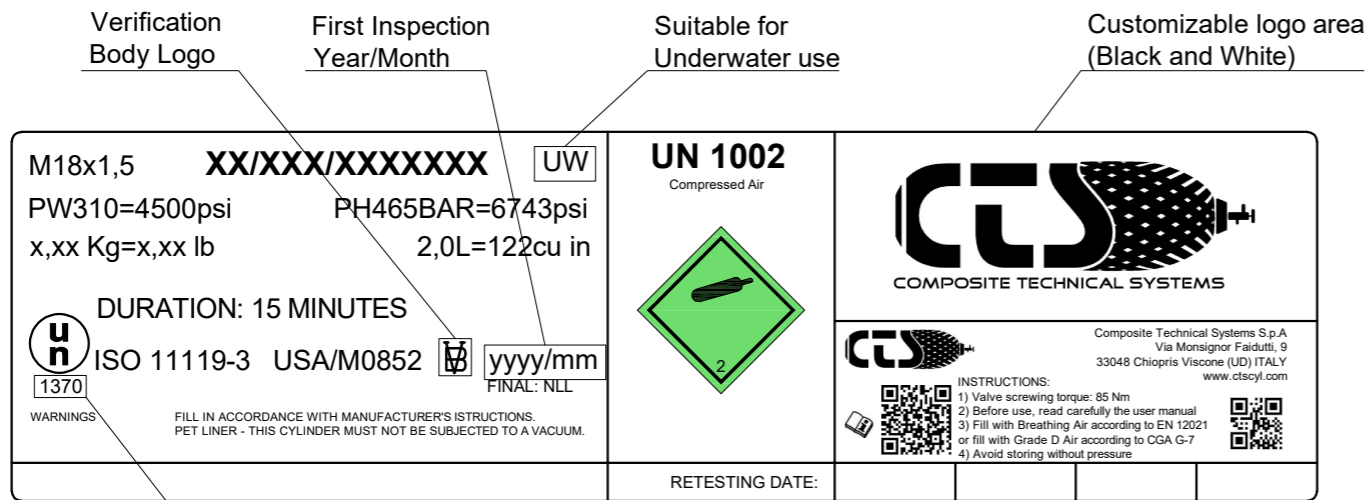 Verification
Body Logo
First Inspection
Year/Month
Suitable for
Underwater use
Customizable logo area
(Black and White)
M18x1,5 XX/XXX/XXXXXXX UW
PW310=4500psi PH465BAR=6743psi
x,xx Kg=x,xx lb 2,0L=122cu in
DURATION: 15 MINUTES
un
ISO 11119-3 USA/M0852 VB yyyy/mm
1370
FINAL: NLL
WARNINGS
FILL IN ACCORDANCE WITH MANUFACTURER'S ISTRUCTIONS.
PET LINER - THIS CYLINDER MUST NOT BE SUBJECTED TO A VACUUM.
UN 1002
Compressed Air
2
CTS
COMPOSITE TECHNICAL SYSTEMS
CTS
Composite Technical Systems S.p.A
Via Monsignor Faidutti, 9
33048 Chiopris Viscone (UD) ITALY
www.ctscyl.com
INSTRUCTIONS:
1) Valve screwing torque: 85 Nm
2) Before use, read carefully the user manual
3) Fill with Breathing Air according to EN 12021
or fill with Grade D Air according to CGA G-7
4) Avoid storing without pressure
RETESTING DATE: